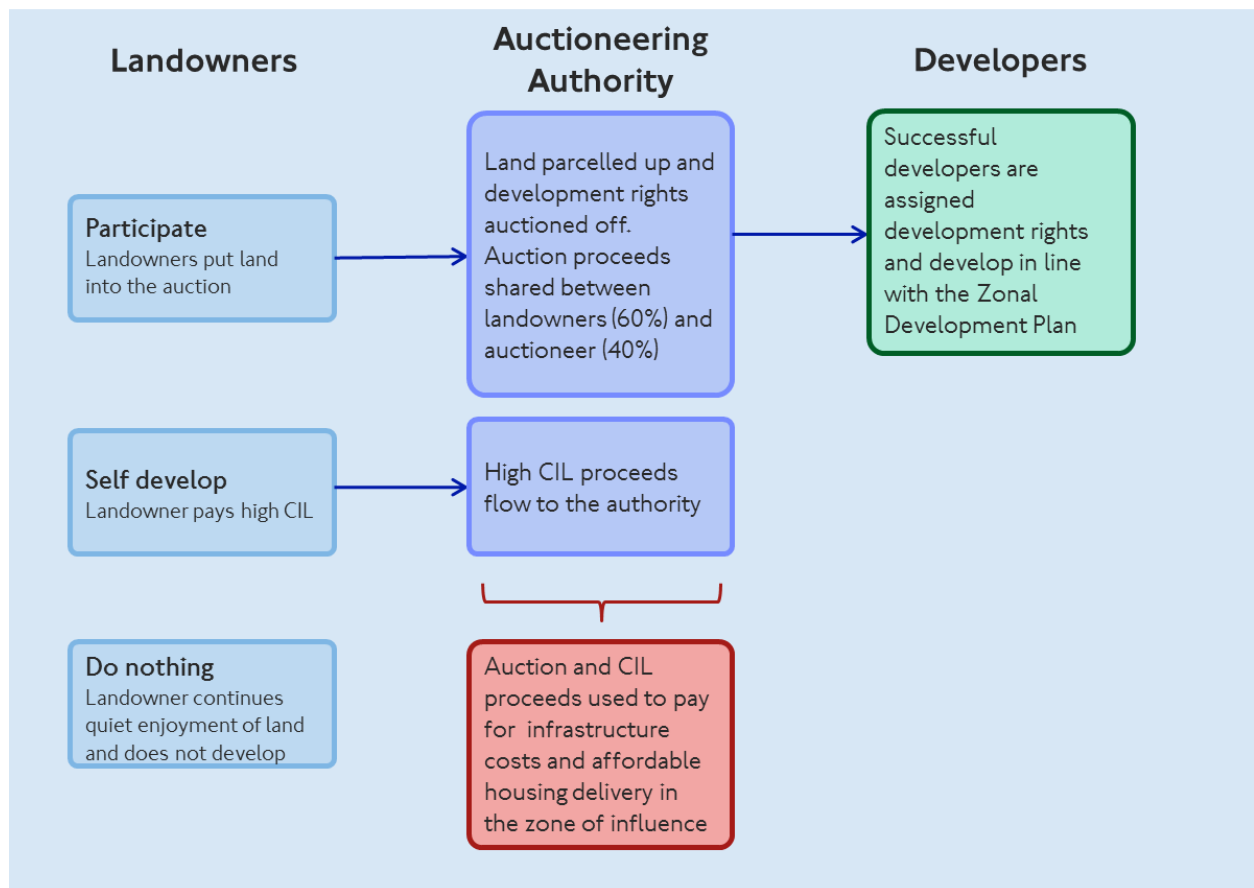 Landowners
Auctioneering
Authority
Developers
Participate
Landowners put land
into the auction
Land parcelled up and
development rights
auctioned off.
Auction proceeds
shared between
landowners (60%) and
auctioneer (40%)
Successful
developers are
assigned
development rights
and develop in line
with the Zonal
Development Plan
Self develop
Landowner pays high CIL
High CIL proceeds
flow to the authority
Do nothing
Landowner continues
quiet enjoyment of land
and does not develop
Auction and CIL
proceeds used to pay
for infrastructure
costs and affordable
housing delivery in
the zone of influence